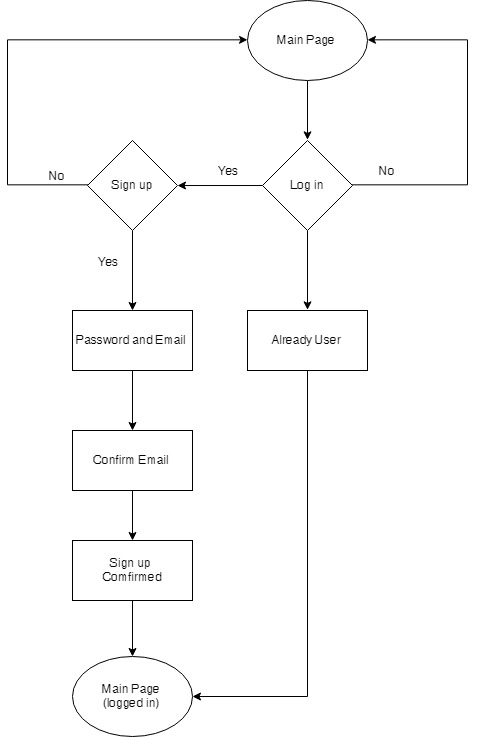 Main Page
Sign up
Yes
Log in
No
No
Yes
Password and Email
Already User
Confirm Email
Sign up
Comfirmed
Main Page
(logged in)